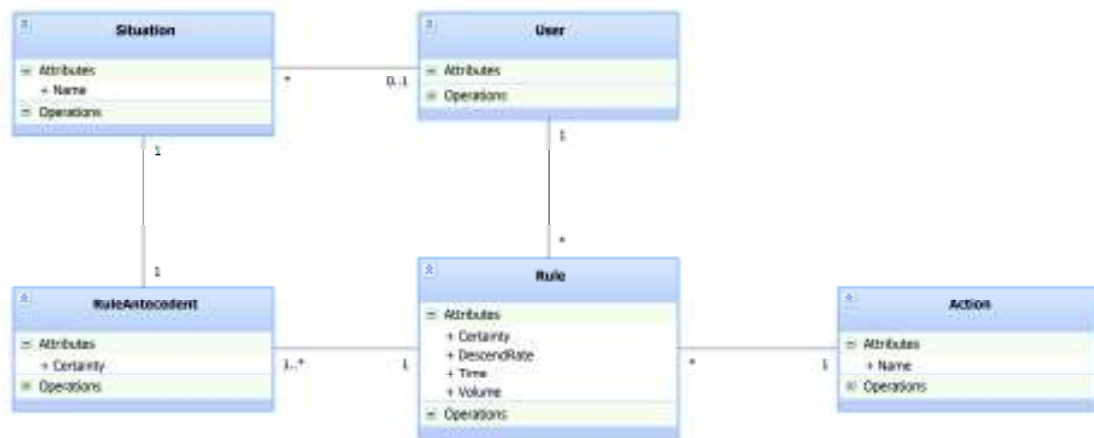 Situation
Attributes
+ Name
Operations
User
Attributes
Operations
*
0..1
1
1
1
*
RuleAntecedent
Attributes
+ Certainty
Operations
1..*
1
Rule
Attributes
+ Certainty
+ DescendRate
+ Time
+ Volume
Operations
*
1
Action
Attributes
+ Name
Operations